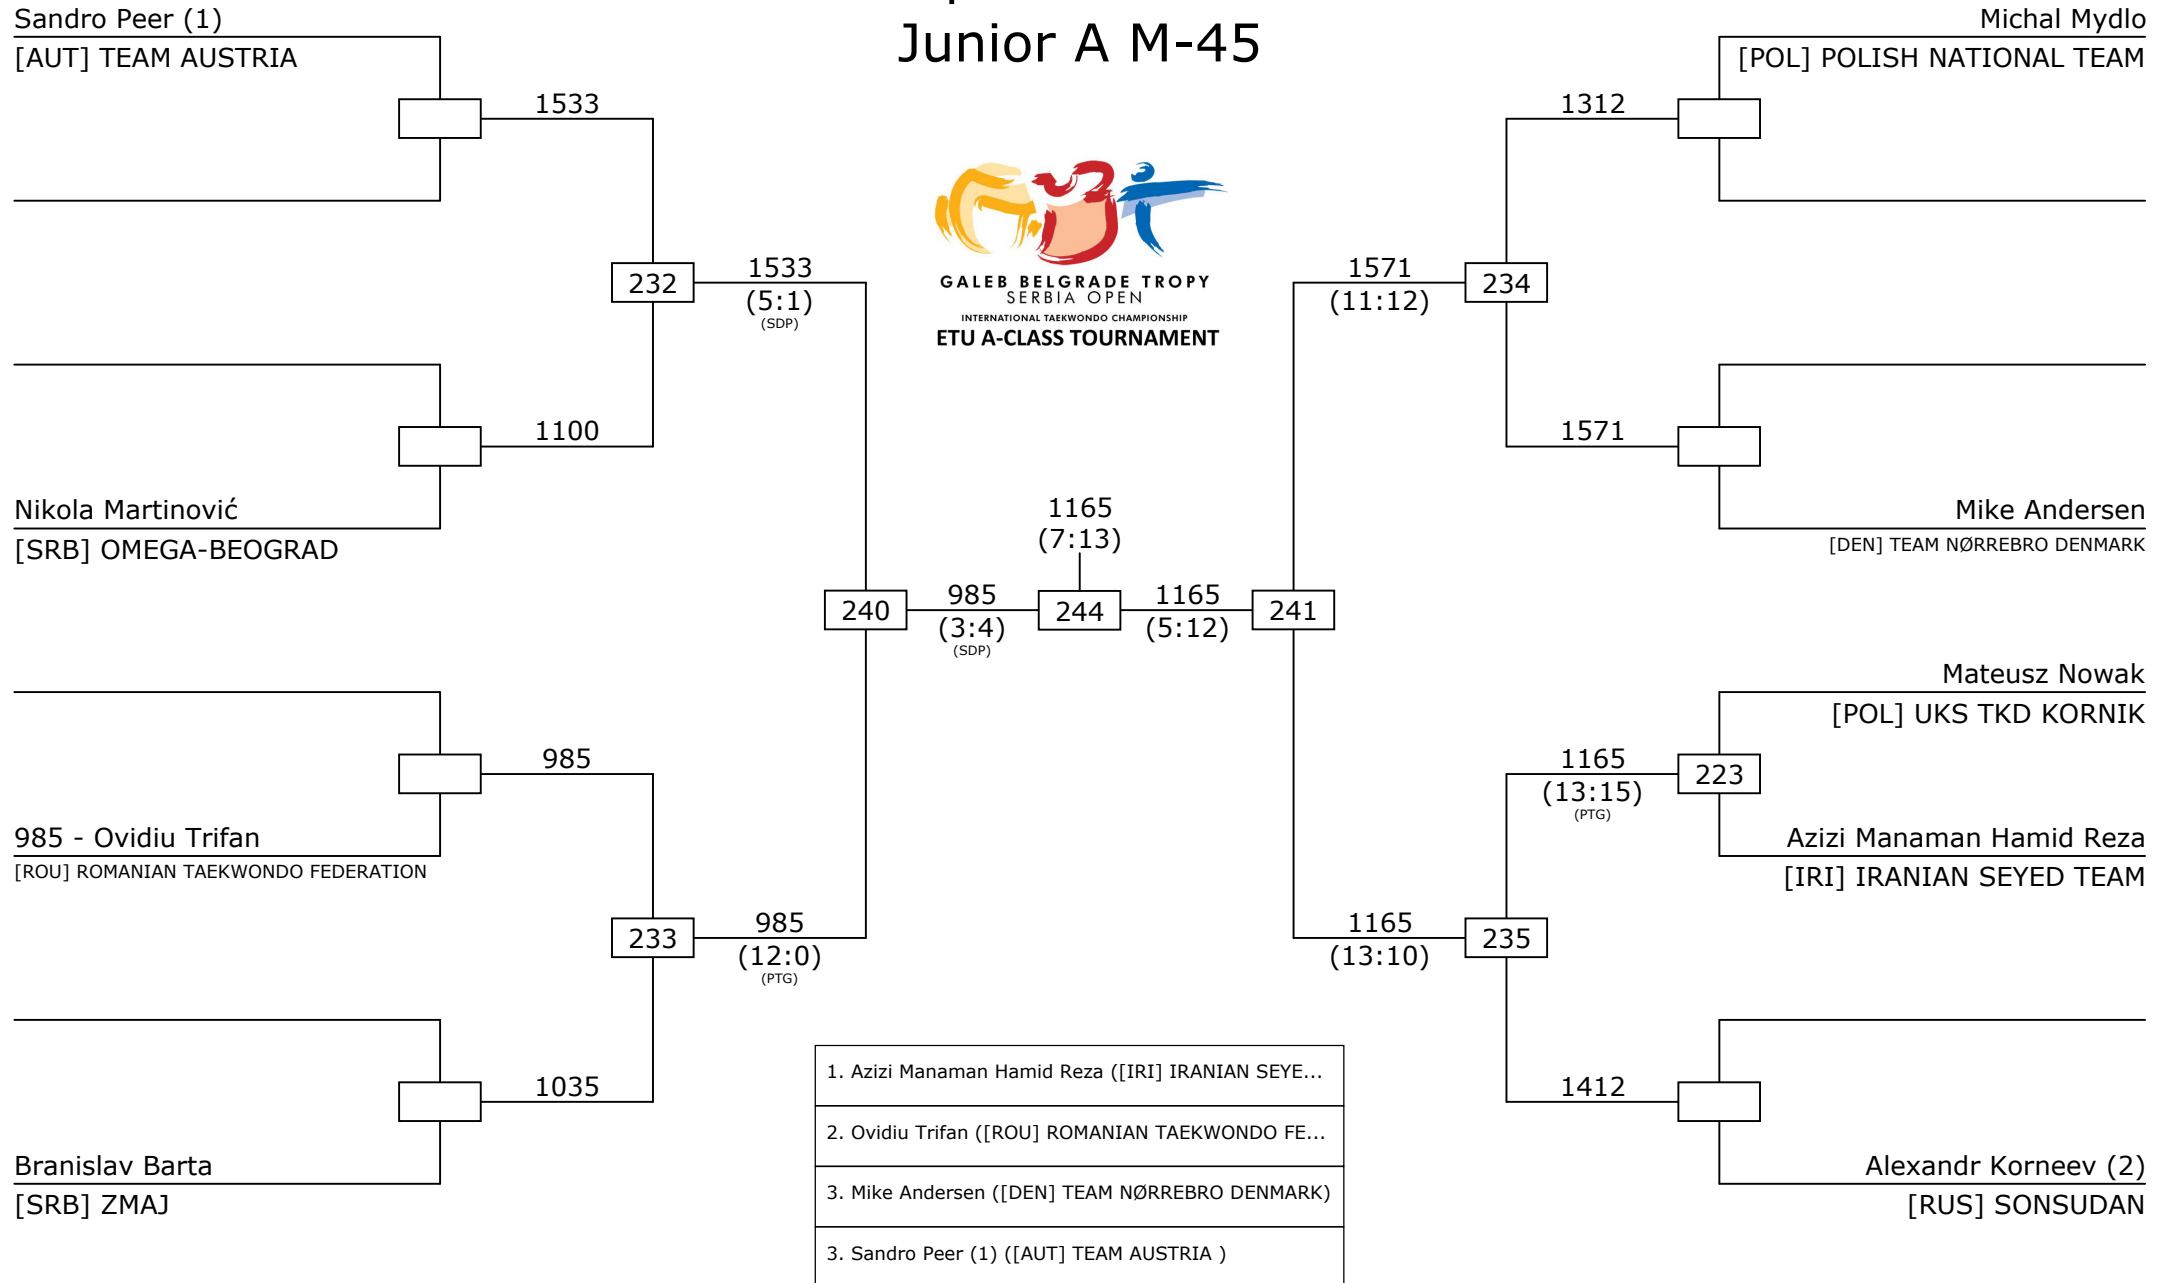 Junior A M-45
Sandro Peer (1)
[AUT] TEAM AUSTRIA
1533
Nikola Martinović
[SRB] OMEGA-BEOGRAD
1100
232
1533
(5:1)
(SDP)
985 - Ovidiu Trifan
[ROU] ROMANIAN TAEKWONDO FEDERATION
985
Branislav Barta
[SRB] ZMAJ
1035
233
985
(12:0)
(PTG)
240
985
(3:4)
(SDP)
GALEB BELGRADE TROPY
SERBIA OPEN
INTERNATIONAL TAEKWONDO CHAMPIONSHIP
ETU A-CLASS TOURNAMENT
1165
(7:13)
244
1165
(5:12)
241
Michal Mydlo
[POL] POLISH NATIONAL TEAM
1312
1571
(11:12)
234
1571
Mike Andersen
[DEN] TEAM NØRREBRO DENMARK
Mateusz Nowak
[POL] UKS TKD KORNIK
1165
(13:15)
(PTG)
223
Azizi Manaman Hamid Reza
[IRI] IRANIAN SEYED TEAM
1165
(13:10)
235
1412
Alexandr Korneev (2)
[RUS] SONSUDAN
1. Azizi Manaman Hamid Reza ([IRI] IRANIAN SEYE...
2. Ovidiu Trifan ([ROU] ROMANIAN TAEKWONDO FE...
3. Mike Andersen ([DEN] TEAM NØRREBRO DENMARK)
3. Sandro Peer (1) ([AUT] TEAM AUSTRIA )